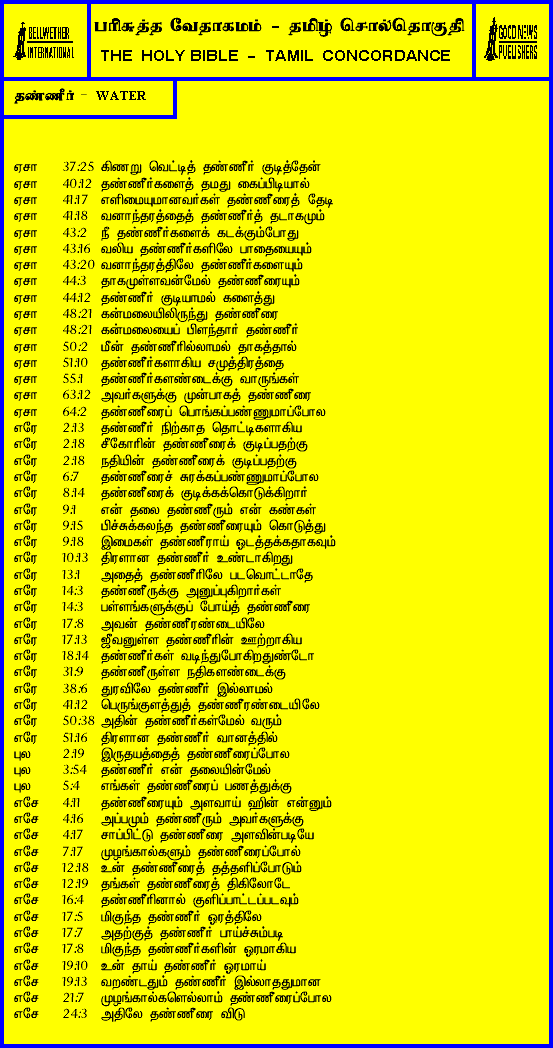 BELLWETHER
INTERNATIONAL
பரிசுத்த வேதாகமம் - தமிழ் சொல்தொகுதி
THE HOLY BIBLE - TAMIL CONCORDANCE
GOOD NEWS
PUBLISHERS
தண்ணீர் - WATER
ஏசா 37:25 கிணறு வெட்டித் தண்ணீர் குடித்தேன்
ஏசா 40:12 தண்ணீர்களைத் தமது கைப்பிடியால்
ஏசா 41:17 எளிமையுமானவர்கள் தண்ணீரைத் தேடி
ஏசா 41:18 வனாந்தரத்தைத் தண்ணீர்த் தடாகமும்
ஏசா 43:2 நீ தண்ணீர்களைக் கடக்கும்போது
ஏசா 43:16 வலிய தண்ணீர்களிலே பாதையையும்
ஏசா 43:20 வனாந்தரத்திலே தண்ணீர்களையும்
ஏசா 44:3 தாகமுள்ளவன்மேல் தண்ணீரையும்
ஏசா 44:12 தண்ணீர் குடியாமல் களைத்து
ஏசா 48:21 கன்மலையிலிருந்து தண்ணீரை
ஏசா 48:21 கன்மலையைப் பிளந்தார் தண்ணீர்
ஏசா 50:2 மீன் தண்ணீரில்லாமல் தாகத்தால்
ஏசா 51:10 தண்ணீர்களாகிய சமுத்திரத்தை
ஏசா 55:1 தண்ணீர்களண்டைக்கு வாருங்கள்
ஏசா 63:12 அவர்களுக்கு முன்பாகத் தண்ணீரை
ஏசா 64:2 தண்ணீரைப் பொங்கப்பண்ணுமாப்போல
எரே 2:13 தண்ணீர் நிற்காத தொட்டிகளாகிய
எரே 2:18 சீகோரின் தண்ணீரைக் குடிப்பதற்கு
எரே 2:18 நதியின் தண்ணீரைக் குடிப்பதற்கு
எரே 6:7 தண்ணீரைச் சுரக்கப்பண்ணுமாப்போல
எரே 8:14 தண்ணீரைக் குடிக்கக்கொடுக்கிறார்
எரே 9:1 என் தலை தண்ணீரும் என் கண்கள்
எரே 9:15 பிச்சுக்கலந்த தண்ணீரையும் கொடுத்து
எரே 9:18 இமைகள் தண்ணீராய் ஓடத்தக்கதாகவும்
எரே 10:13 திரளான தண்ணீர் உண்டாகிறது
எரே 13:1 அதைத் தண்ணீரிலே படவொட்டாதே
எரே 14:3 தண்ணீருக்கு அனுப்புகிறார்கள்
எரே 14:3 பள்ளங்களுக்குப் போய்த் தண்ணீரை
எரே 17:8 அவன் தண்ணீரண்டையிலே
எரே 17:13 ஜீவனுள்ள தண்ணீரின் ஊற்றாகிய
எரே 18:14 தண்ணீர்கள் வடிந்துபோகிறதுண்டோ
எரே 31:9 தண்ணீருள்ள நதிகளண்டைக்கு
எரே 38:6 துரவிலே தண்ணீர் இல்லாமல்
எரே 41:12 பெருங்குளத்துத் தண்ணீரண்டையிலே
எரே 50:38 அதின் தண்ணீர்கள்மேல் வரும்
எரே 51:16 திரளான தண்ணீர் வானத்தில்
புல 2:19 இருதயத்தைத் தண்ணீரைப்போல
புல 3:54 தண்ணீர் என் தலையின்மேல்
புல 5:4 எங்கள் தண்ணீரைப் பணத்துக்கு
எசே 4:11 தண்ணீரையும் அளவாய் ஹின் என்னும்
எசே 4:16 அப்பமும் தண்ணீரும் அவர்களுக்கு
எசே 4:17 சாப்பிட்டு தண்ணீரை அளவின்படியே
எசே 7:17 முழங்கால்களும் தண்ணீரைப்போல்
எசே 12:18 உன் தண்ணீரைத் தத்தளிப்போடும்
எசே 12:19 தங்கள் தண்ணீரைத் திகிலோடே
எசே 16:4 தண்ணீரினால் குளிப்பாட்டப்படவும்
எசே 17:5 மிகுந்த தண்ணீர் ஓரத்திலே
எசே 17:7 அதற்குத் தண்ணீர் பாய்ச்சும்படி
எசே 17:8 மிகுந்த தண்ணீர்களின் ஓரமாகிய
எசே 19:10 உன் தாய் தண்ணீர் ஓரமாய்
எசே 19:13 வறண்டதும் தண்ணீர் இல்லாததுமான
எசே 21:7 முழங்கால்களெல்லாம் தண்ணீரைப்போல
எசே 24:3 அதிலே தண்ணீரை விடு